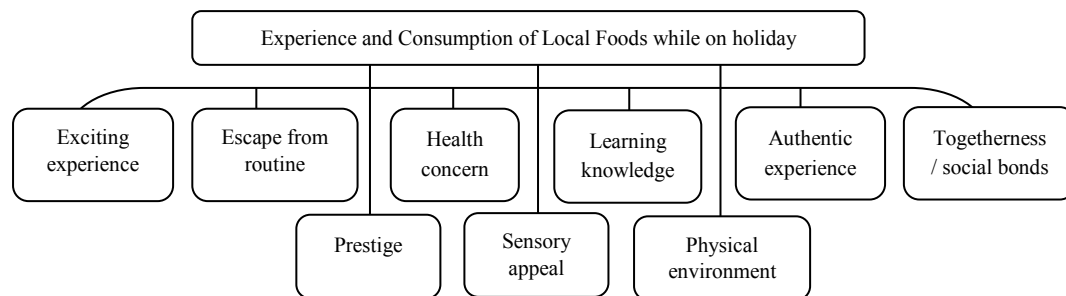 Experience and Consumption of Local Foods while on holiday
Exciting
experience
Escape from
routine
Health
concern
Learning
knowledge
Authentic
experience
Togetherness
/ social bonds
Prestige
Sensory
appeal
Physical
environment